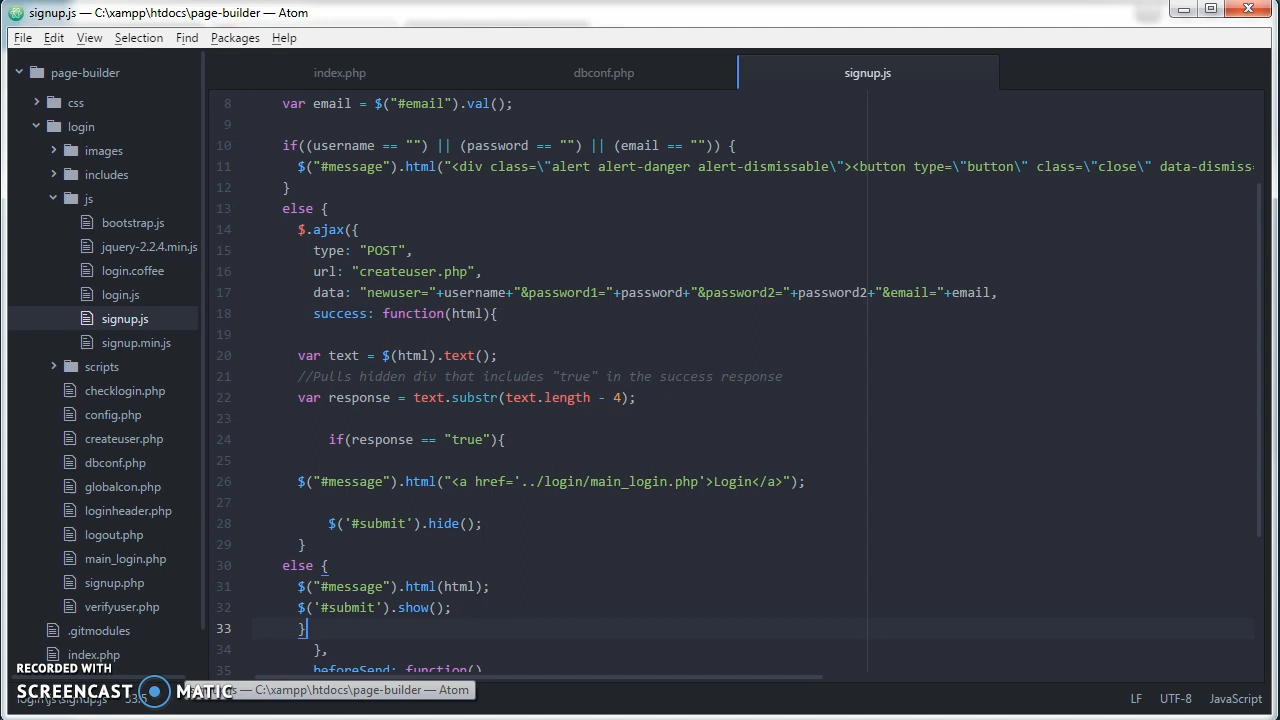 signup.js — C:\xampp\htdocs\page-builder — Atom
File Edit View Selection Find Packages Help
page-builder
css
login
images
includes
js
bootstrap.js
jquery-2.2.4.min.js
login.coffee
login.js
signup.js
signup.min.js
scripts
checklogin.php
config.php
createuser.php
dbconf.php
globalcon.php
loginheader.php
logout.php
main_login.php
signup.php
verifyuser.php
.gitmodules
index.php
index.php dbconf.php signup.js
8 var email = $("#email").val();
9
10 if((username == "") || (password == "") || (email == "")) {
11 $("#message").html("<div class=\"alert alert-danger alert-dismissable\"><button type=\"button\" class=\"close\" data-dismiss=
12 }
13 else {
14 $.ajax({
15 type: "POST",
16 url: "createuser.php",
17 data: "newuser="+username+"&password1="+password+"&password2="+password2+"&email="+email,
18 success: function(html){
19
20 var text = $(html).text();
21 //Pulls hidden div that includes "true" in the success response
22 var response = text.substr(text.length - 4);
23
24 if(response == "true"){
25
26 $("#message").html("<a href='../login/main_login.php'>Login</a>");
27
28 $('#submit').hide();
29 }
30 else {
31 $("#message").html(html);
32 $('#submit').show();
33 }
34 },
35 beforeSend: function()
RECORDED WITH
SCREENCAST MATIC
— C:\xampp\htdocs\page-builder — Atom
LF UTF-8 JavaScript